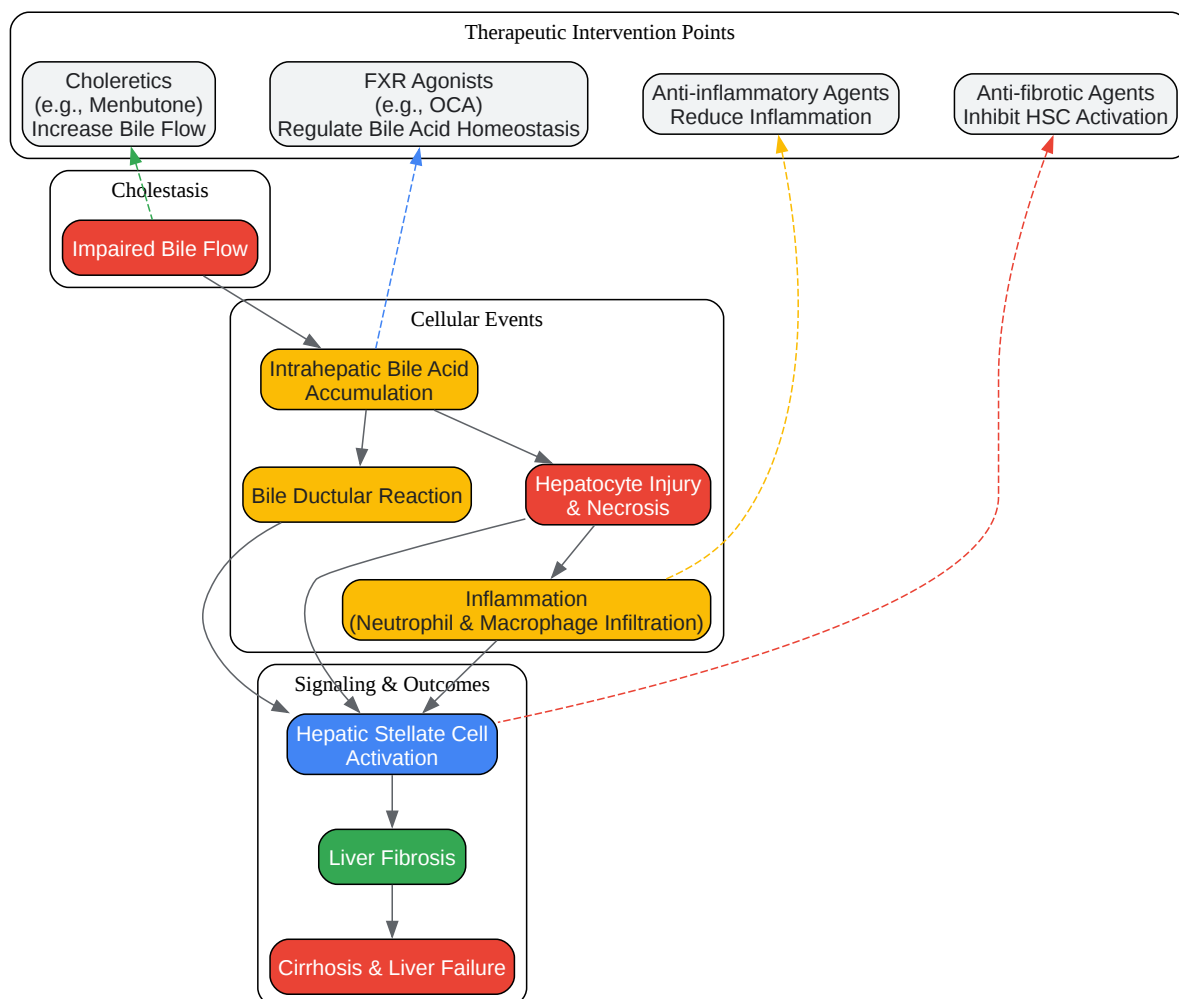 Therapeutic Intervention Points
Choleretics
(e.g., Menbutone)
Increase Bile Flow
FXR Agonists
(e.g., OCA)
Regulate Bile Acid Homeostasis
Anti-inflammatory Agents
Reduce Inflammation
Anti-fibrotic Agents
Inhibit HSC Activation
Cholestasis
Impaired Bile Flow
Cellular Events
Intrahepatic Bile Acid
Accumulation
Bile Ductular Reaction
Hepatocyte Injury
& Necrosis
Inflammation
(Neutrophil & Macrophage Infiltration)
Signaling & Outcomes
Hepatic Stellate Cell
Activation
Liver Fibrosis
Cirrhosis & Liver Failure